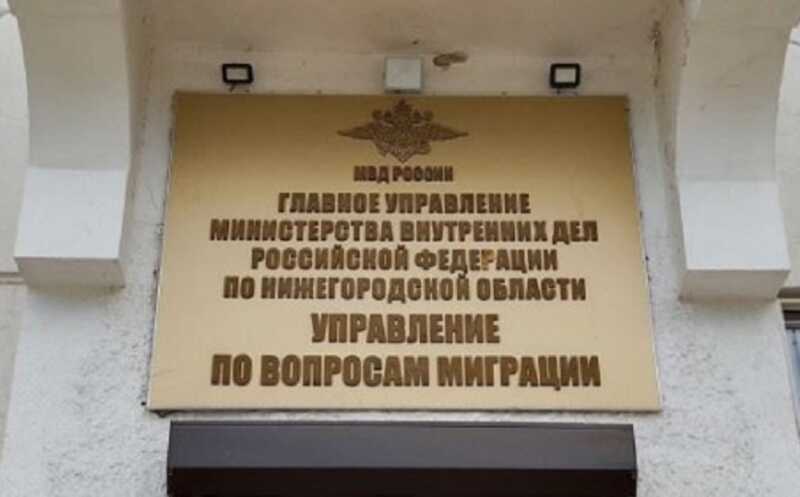 МВД РОССИИ
ГЛАВНОЕ УПРАВЛЕНИЕ
МИНИСТЕРСТВА ВНУТРЕННИХ ДЕЛ
РОССИЙСКОЙ ФЕДЕРАЦИИ
ПО НИЖЕГОРОДСКОЙ ОБЛАСТИ
УПРАВЛЕНИЕ
ПО ВОПРОСАМ МИГРАЦИИ